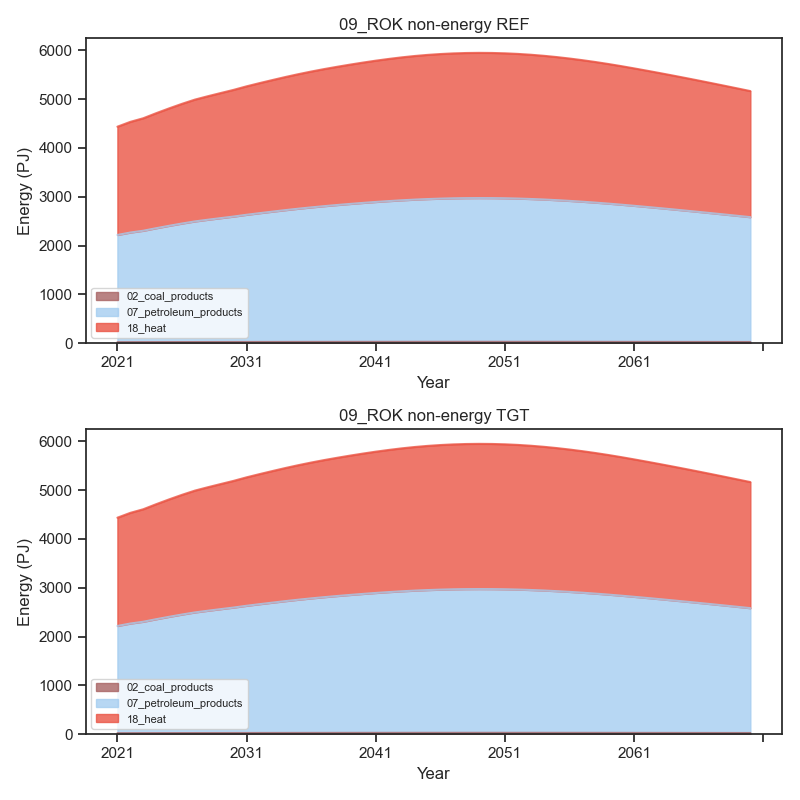 09_ROK non-energy REF
6000
5000
4000
3000
2000
1000
0
Energy (PJ)
02_coal_products
07_petroleum_products
18_heat
2021 2031 2041 2051 2061
Year
09_ROK non-energy TGT
6000
5000
4000
3000
2000
1000
0
Energy (PJ)
02_coal_products
07_petroleum_products
18_heat
2021 2031 2041 2051 2061
Year